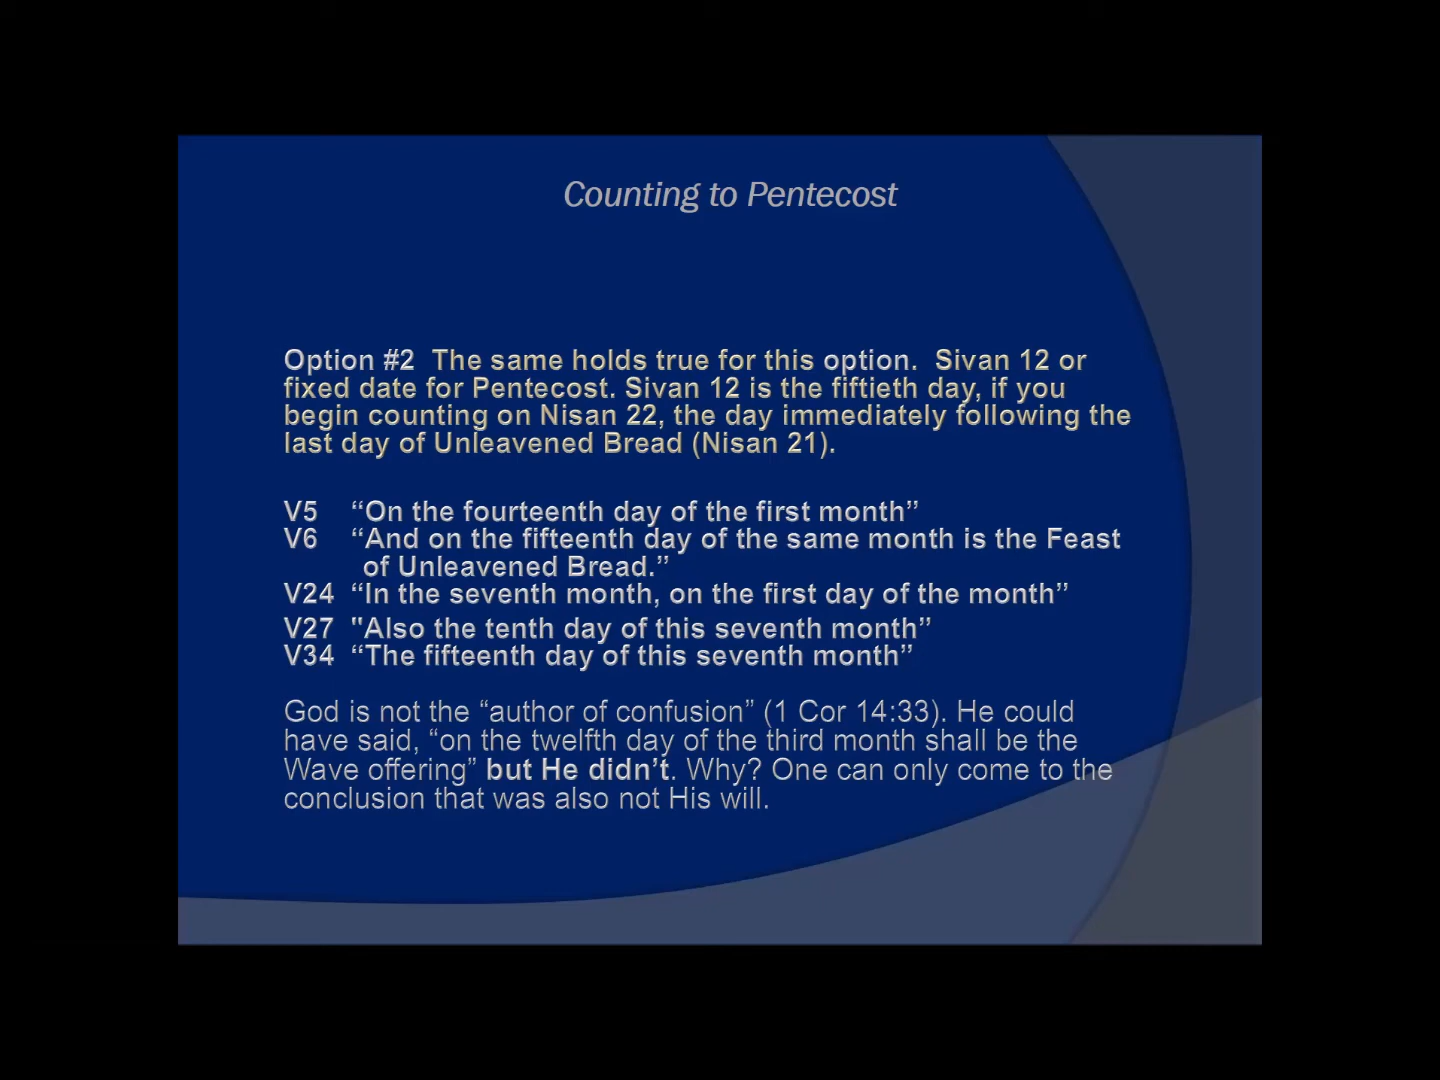 Counting to Pentecost
Option #2  The same holds true for this option.  Sivan 12 or
fixed date for Pentecost. Sivan 12 is the fiftieth day, if you
begin counting on Nisan 22, the day immediately following the
last day of Unleavened Bread (Nisan 21).
V5 “On the fourteenth day of the first month”
V6 “And on the fifteenth day of the same month is the Feast
of Unleavened Bread.”
V24 “In the seventh month, on the first day of the month”
V27 "Also the tenth day of this seventh month”
V34 “The fifteenth day of this seventh month”
God is not the “author of confusion” (1 Cor 14:33). He could
have said, “on the twelfth day of the third month shall be the
Wave offering” but He didn’t. Why? One can only come to the
conclusion that was also not His will.